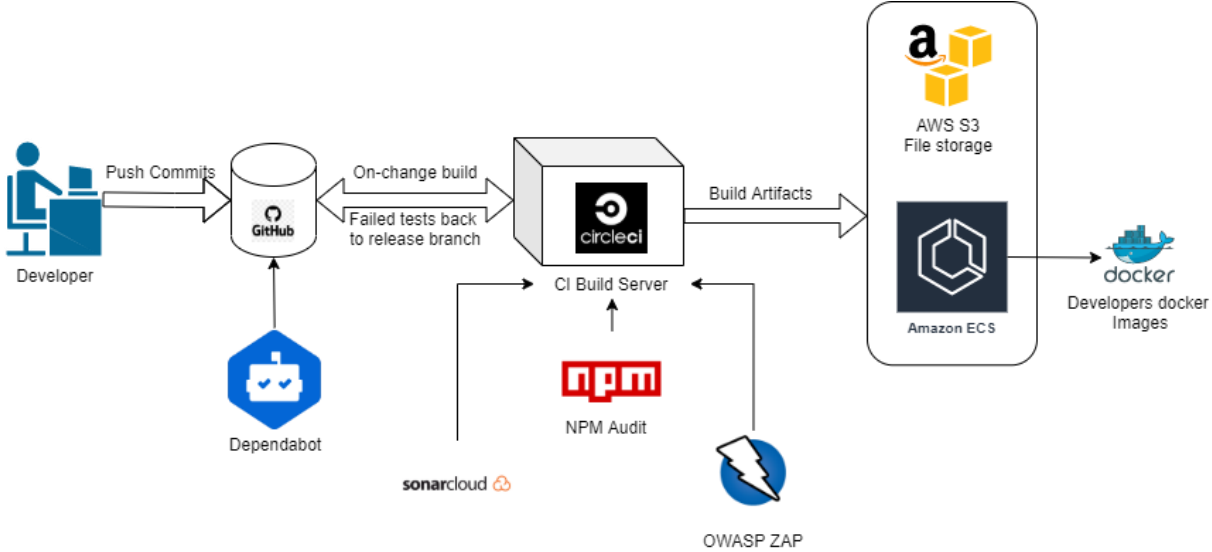 AWS S3
File storage
Push Commits
On-change build
GitHub
Failed tests back
to release branch
circleci
Build Artifacts
Developer
CI Build Server
docker
Developers docker
Images
Amazon ECS
npm
NPM Audit
Dependabot
sonarcloud
OWASP ZAP